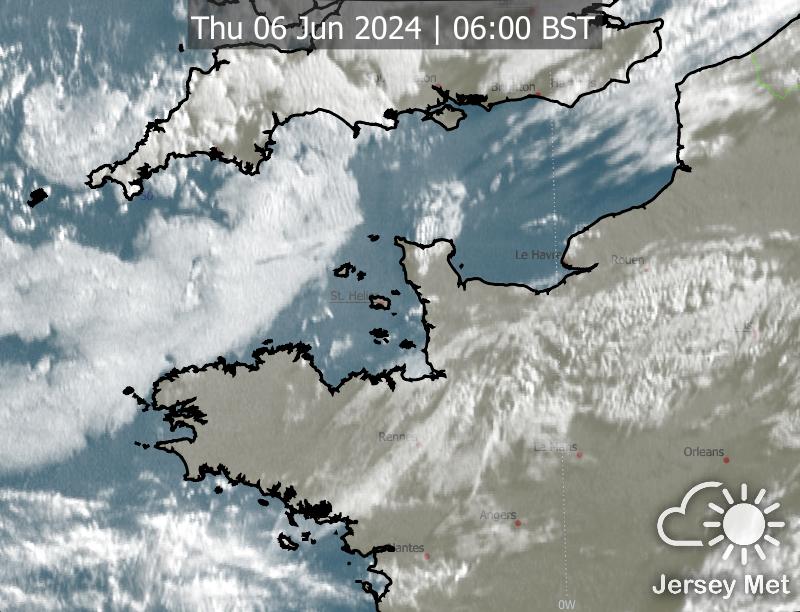 Thu 06 Jun 2024 | 06:00 BST
Brighton
50
Le Havre
Rouen
St. Helier
Rennes
Le Mans
Orleans
Angers
Nantes
Jersey Met
0W